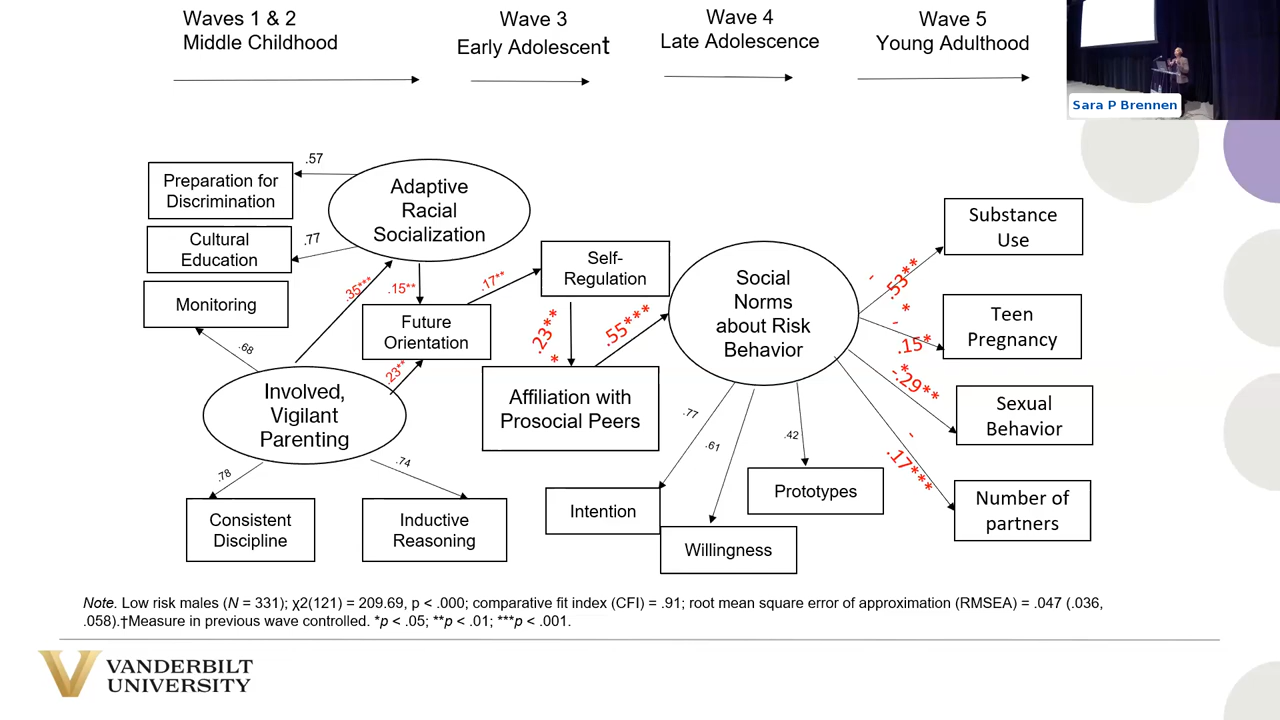 Waves 1 & 2
Middle Childhood
Wave 3
Early Adolescent
Wave 4
Late Adolescence
Wave 5
Young Adulthood
Sara P Brennen
Preparation for
Discrimination
.57
Adaptive
Racial
Socialization
Cultural
Education
.77
Monitoring
.68
.35***
.15**
.17**
Future
Orientation
.23**
Involved,
Vigilant
Parenting
.78
.74
Consistent
Discipline
Inductive
Reasoning
Self-
Regulation
.23**
*
.55***
Affiliation with
Prosocial Peers
Social
Norms
about Risk
Behavior
.77
.61
.42
Intention
Willingness
Prototypes
-
.53**
*
-
.15*
*
-.29**
-
.17***
Substance
Use
Teen
Pregnancy
Sexual
Behavior
Number of
partners
Note. Low risk males (N = 331); χ2(121) = 209.69, p < .000; comparative fit index (CFI) = .91; root mean square error of approximation (RMSEA) = .047 (.036,
.058).†Measure in previous wave controlled. *p < .05; **p < .01; ***p < .001.
VANDERBILT
UNIVERSITY